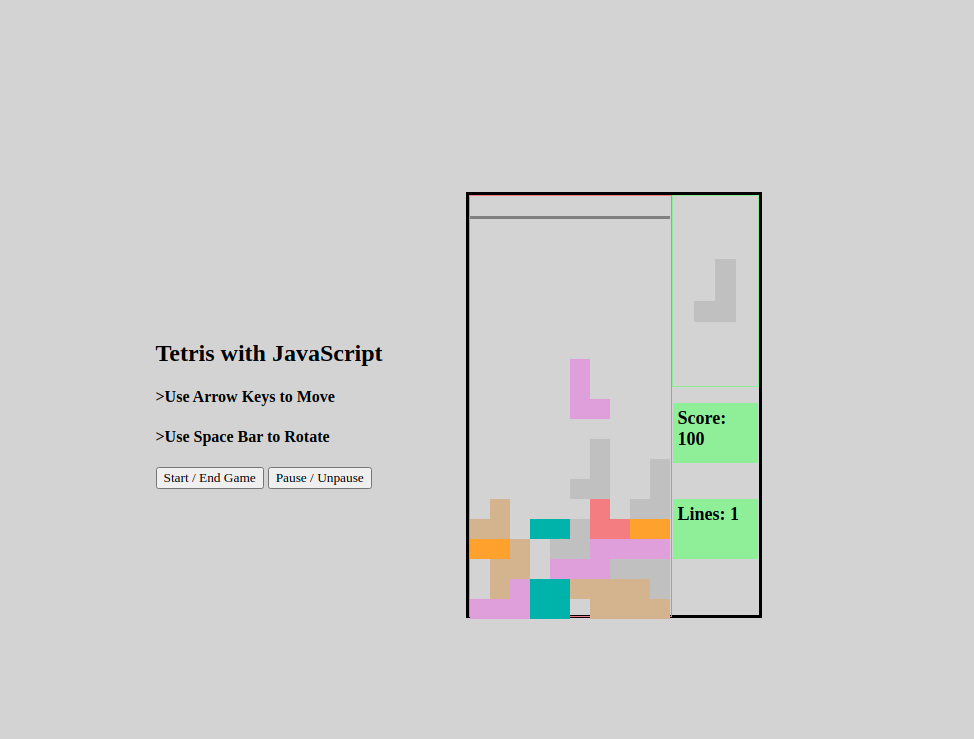 Tetris with JavaScript
>Use Arrow Keys to Move
>Use Space Bar to Rotate
Start / End Game
Pause / Unpause
Score:
100
Lines: 1